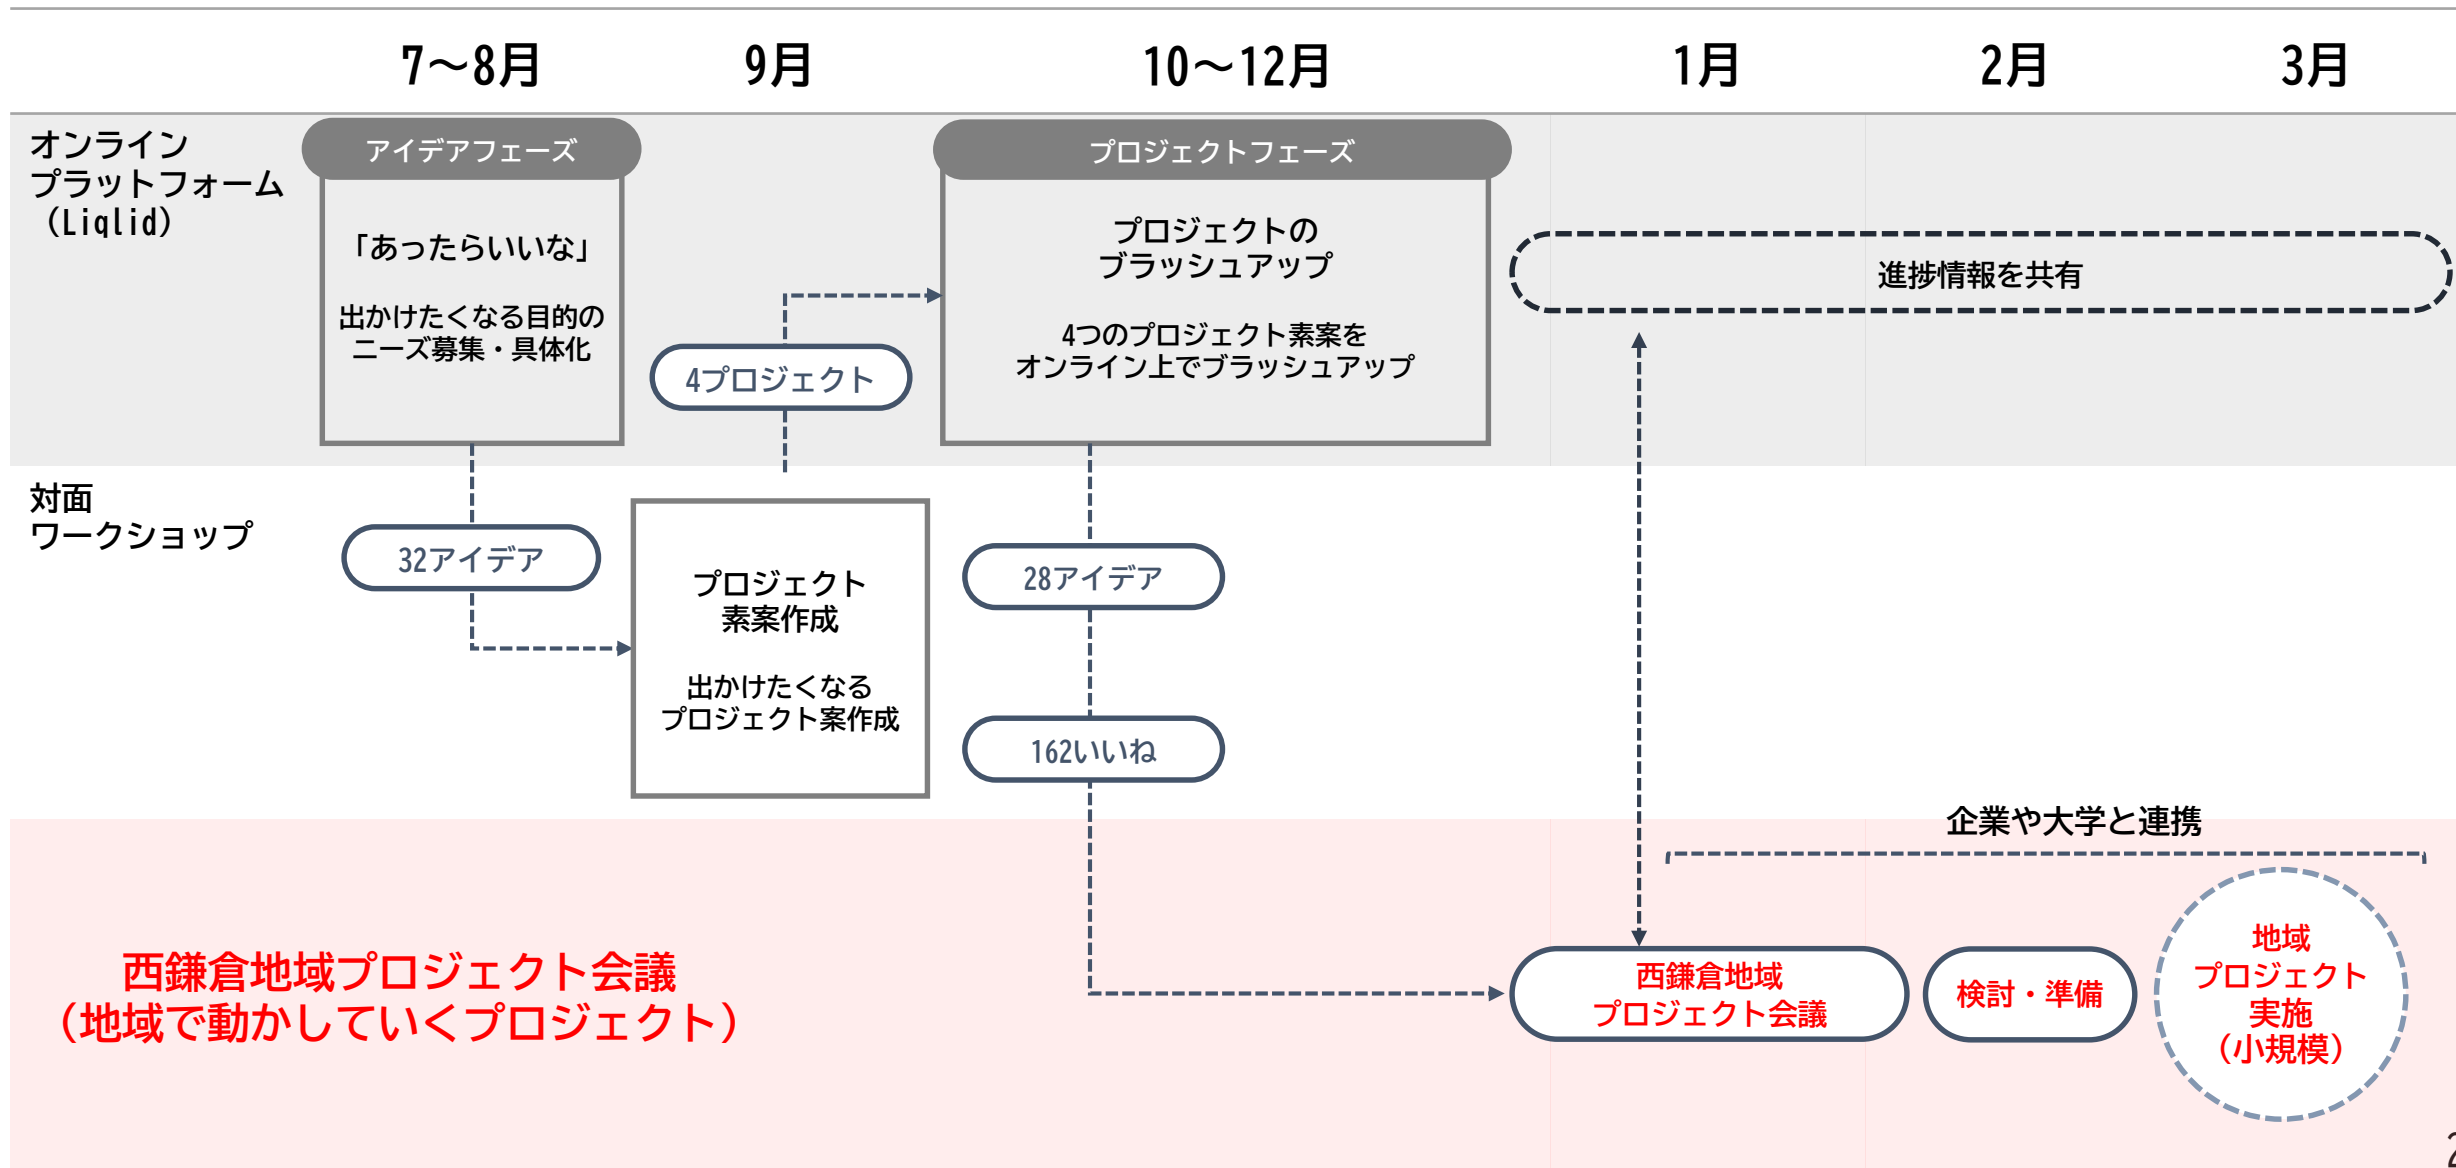 7～8月
9月
10～12月
1月
2月
3月
オンライン
プラットフォーム
（Liqlid）
アイデアフェーズ
「あったらいいな」
出かけたくなる目的の
ニーズ募集・具体化
4プロジェクト
プロジェクトフェーズ
プロジェクトの
ブラッシュアップ
4つのプロジェクト素案を
オンライン上でブラッシュアップ
進捗情報を共有
対面
ワークショップ
32アイデア
プロジェクト
素案作成
出かけたくなる
プロジェクト案作成
28アイデア
162いいね
企業や大学と連携
西鎌倉地域プロジェクト会議
（地域で動かしていくプロジェクト）
西鎌倉地域
プロジェクト会議
検討・準備
地域
プロジェクト
実施
（小規模）